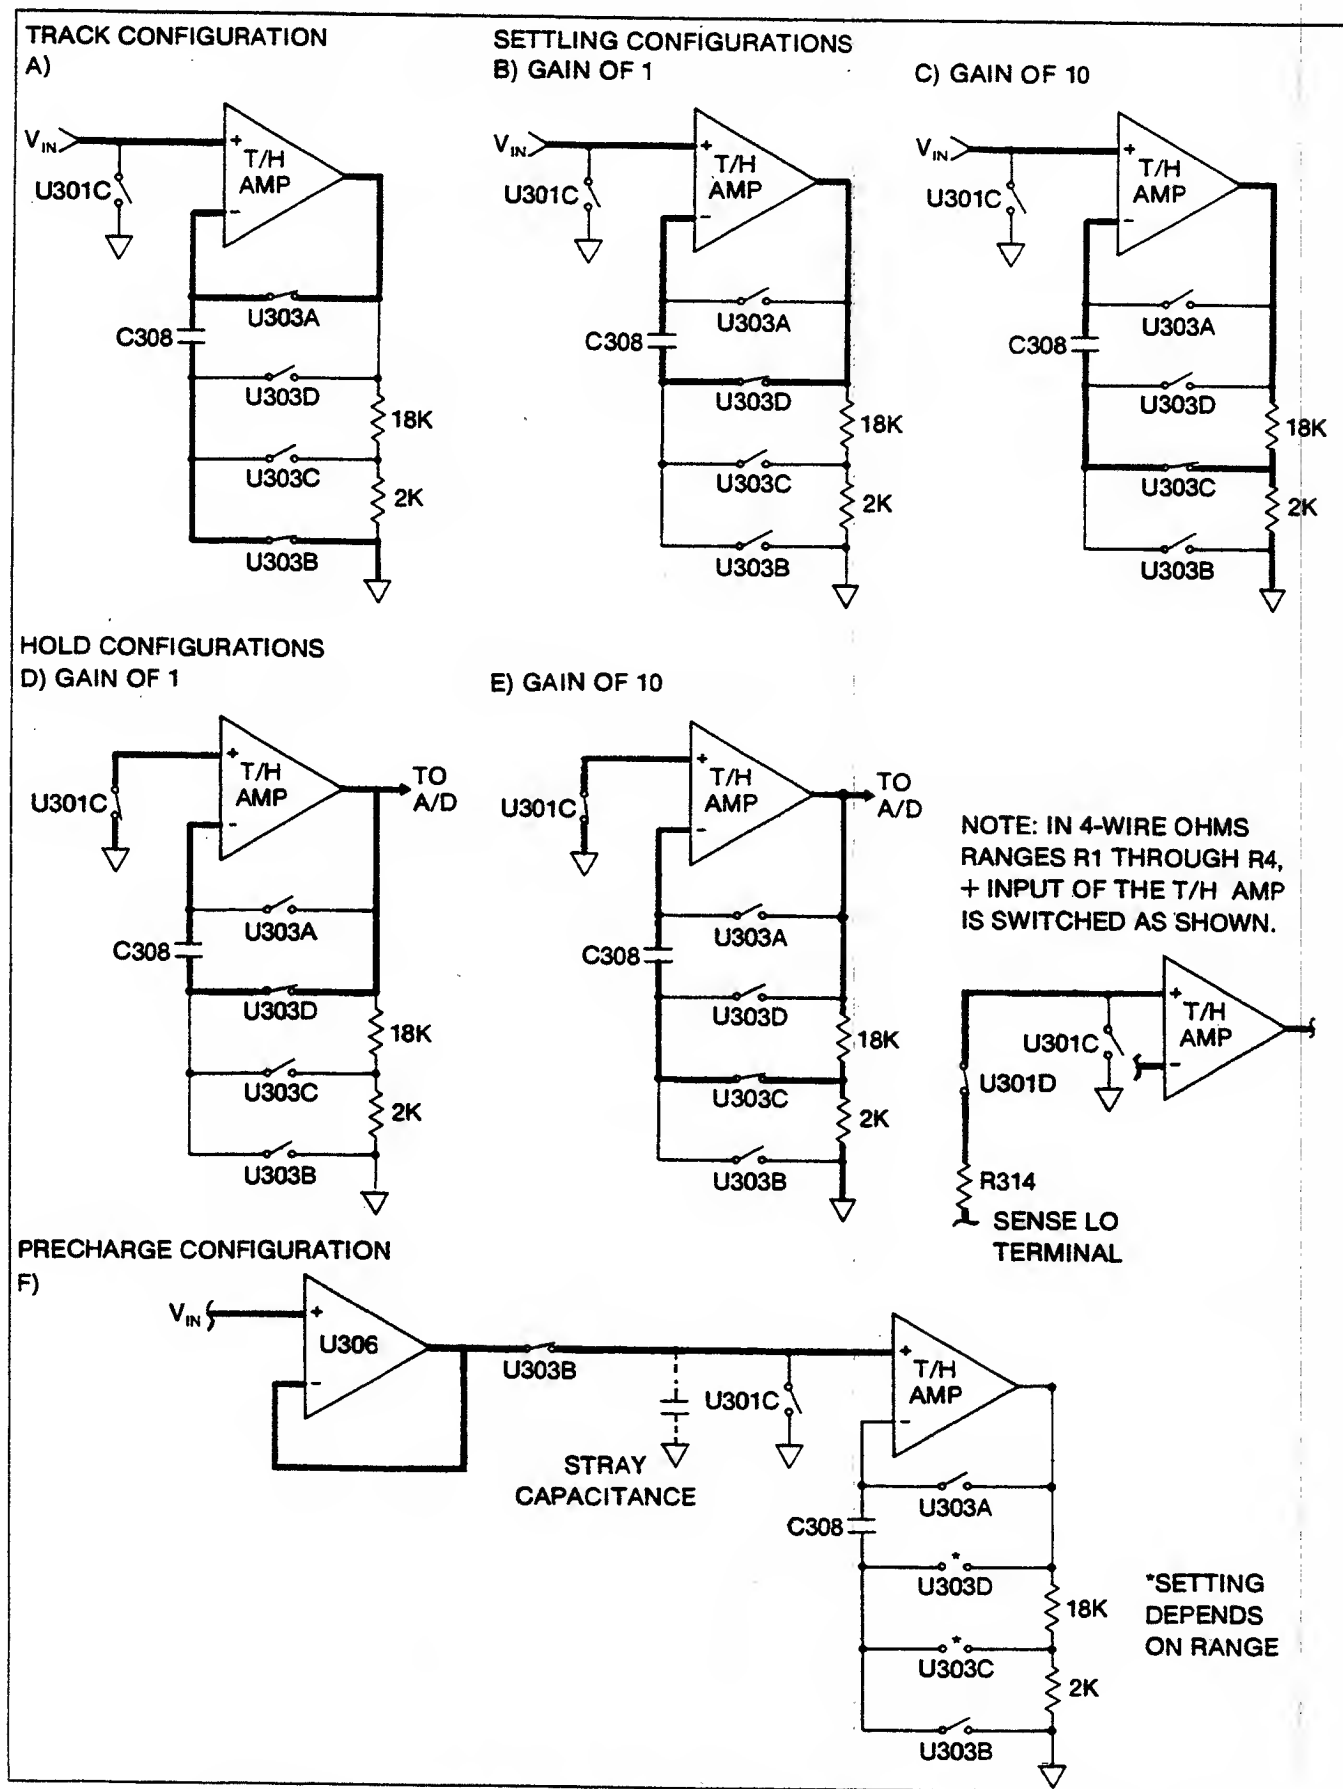 TRACK CONFIGURATION
A)
V_IN
+
T/H
AMP
-
U301C
U303A
C308
U303D
18K
U303C
2K
U303B
SETTLING CONFIGURATIONS
B) GAIN OF 1
V_IN
+
T/H
AMP
-
U301C
U303A
C308
U303D
18K
U303C
2K
U303B
C) GAIN OF 10
V_IN
+
T/H
AMP
-
U301C
U303A
C308
U303D
18K
U303C
2K
U303B
HOLD CONFIGURATIONS
D) GAIN OF 1
+
T/H
AMP
-
TO
A/D
U301C
U303A
C308
U303D
18K
U303C
2K
U303B
E) GAIN OF 10
+
T/H
AMP
-
TO
A/D
U301C
U303A
C308
U303D
18K
U303C
2K
U303B
NOTE: IN 4-WIRE OHMS
RANGES R1 THROUGH R4,
+ INPUT OF THE T/H AMP
IS SWITCHED AS SHOWN.
+
T/H
AMP
-
U301C
U301D
R314
SENSE LO
TERMINAL
PRECHARGE CONFIGURATION
F)
V_IN
+
U306
-
U303B
STRAY
CAPACITANCE
U301C
+
T/H
AMP
-
U303A
C308
*
U303D
18K
*
U303C
2K
U303B
*SETTING
DEPENDS
ON RANGE